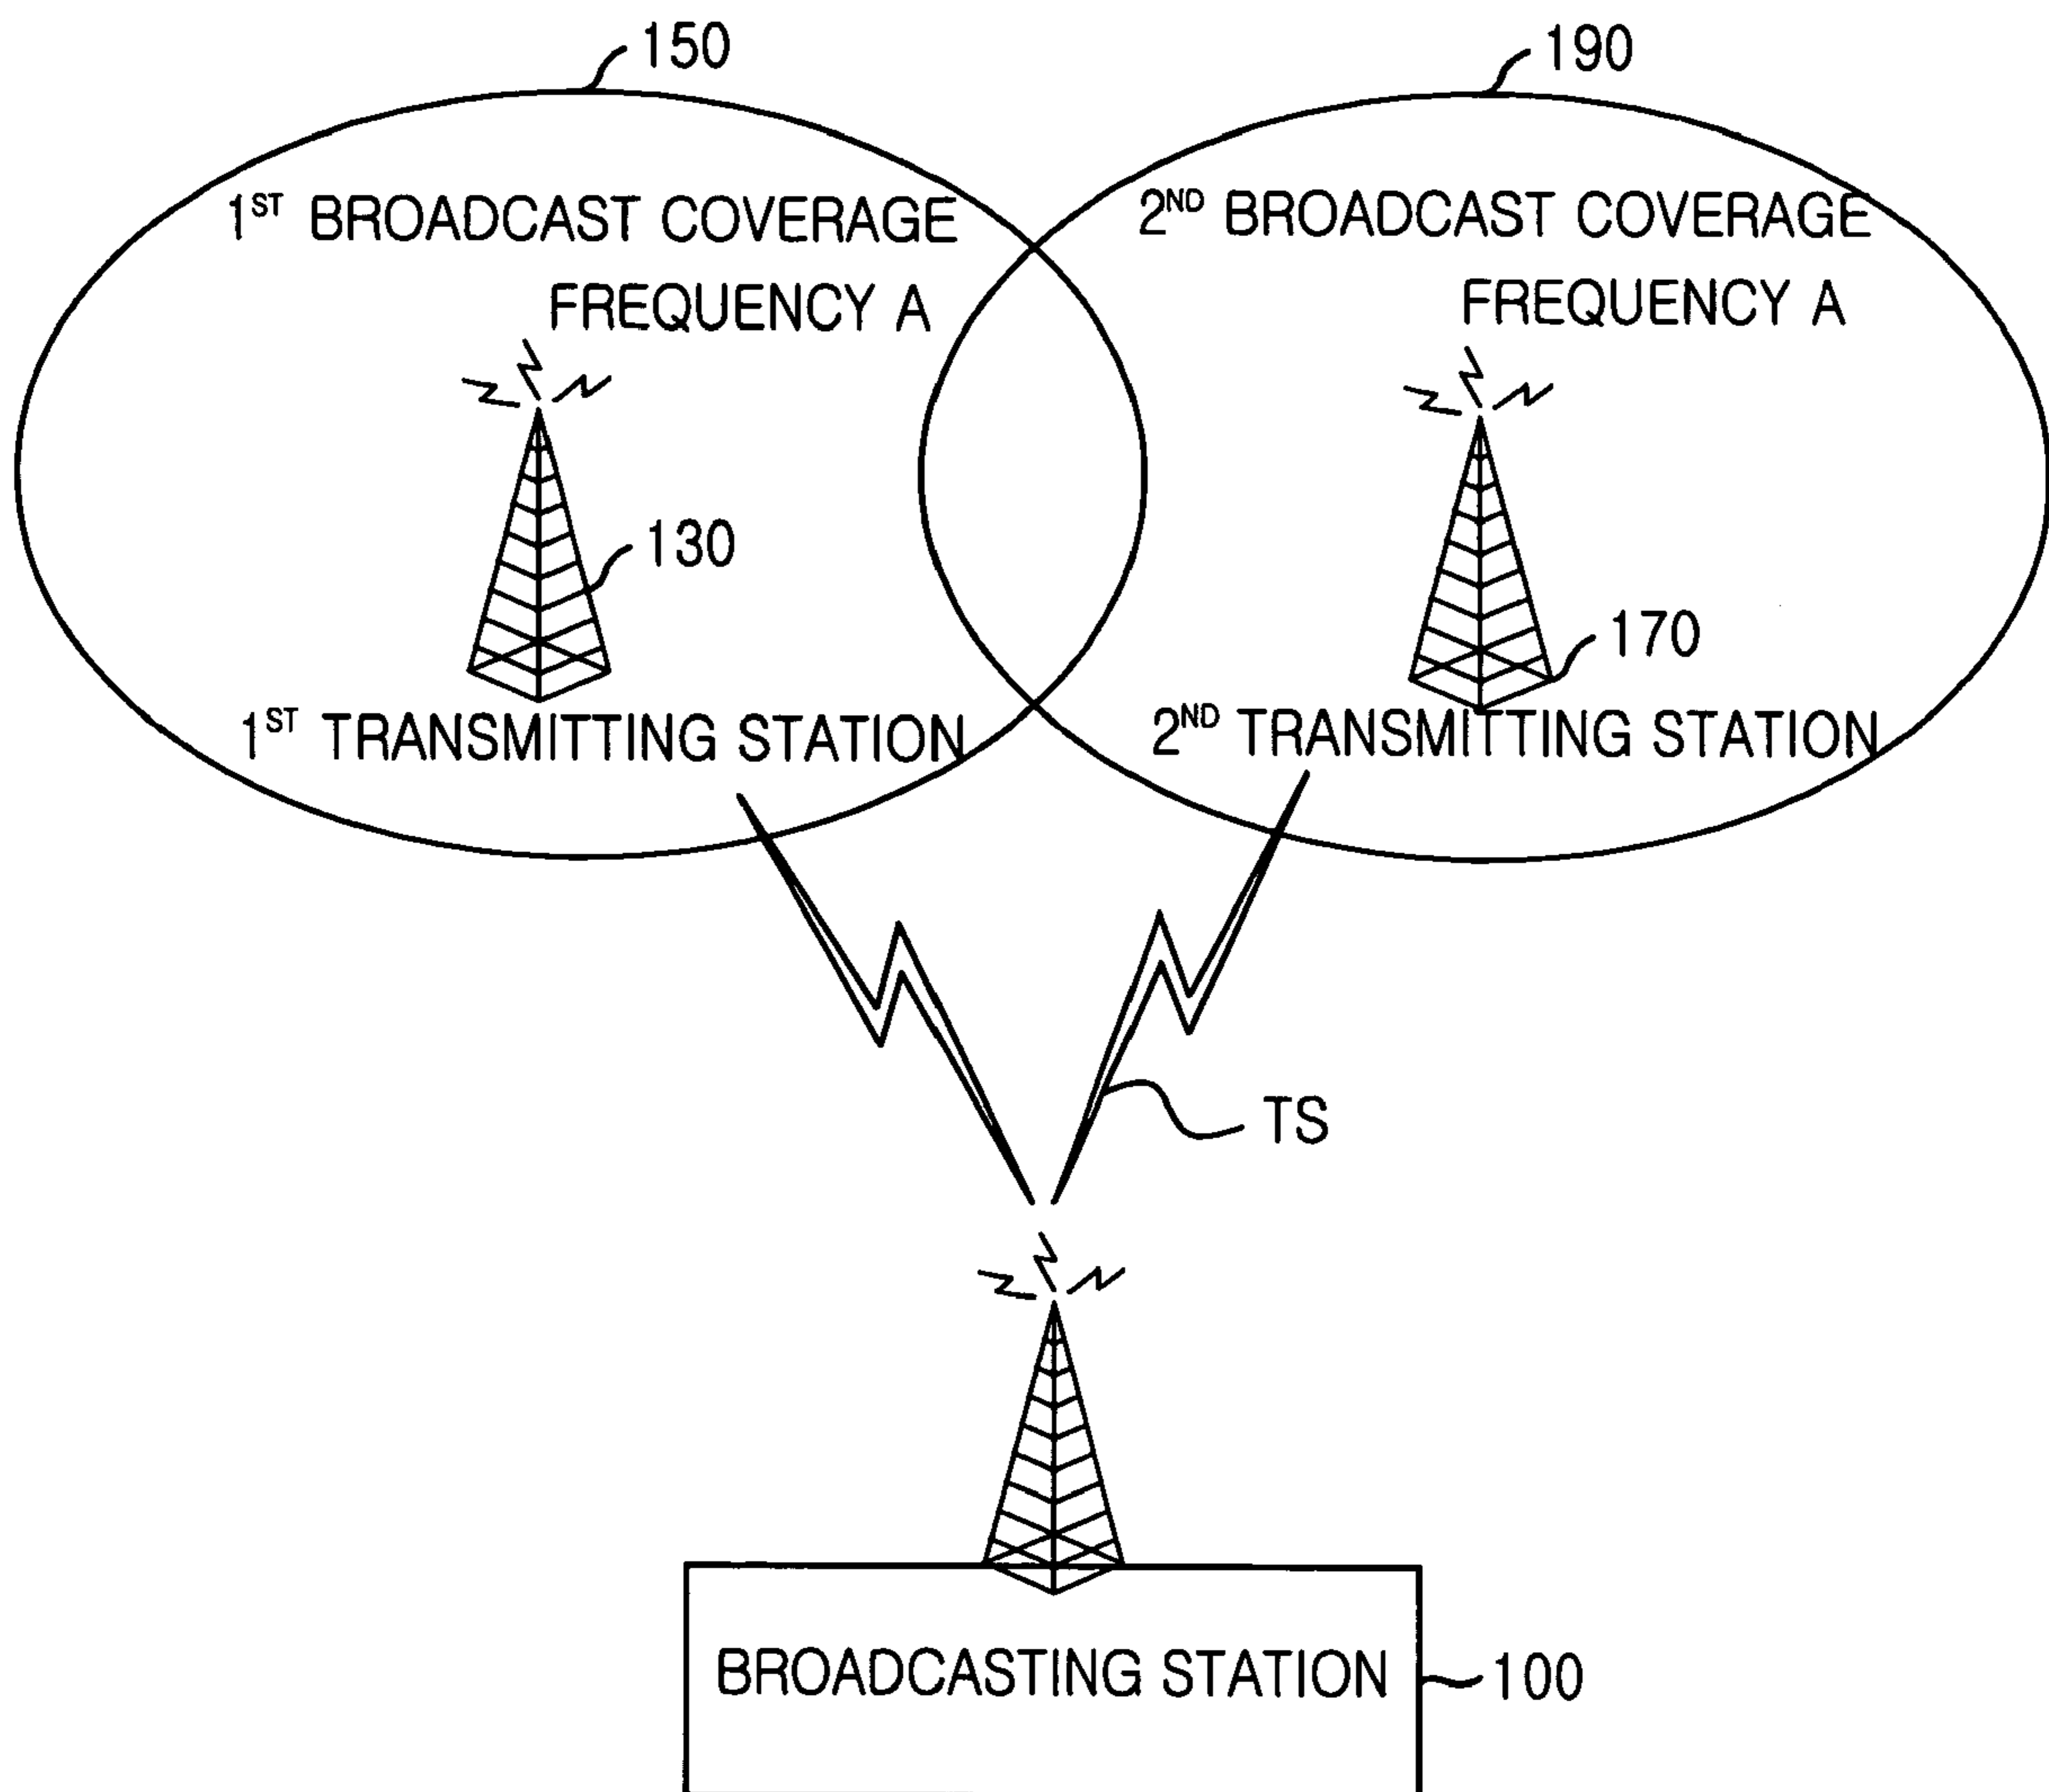 150
190
1ST BROADCAST COVERAGE
FREQUENCY A
2ND BROADCAST COVERAGE
FREQUENCY A
130
170
1ST TRANSMITTING STATION
2ND TRANSMITTING STATION
TS
BROADCASTING STATION
100